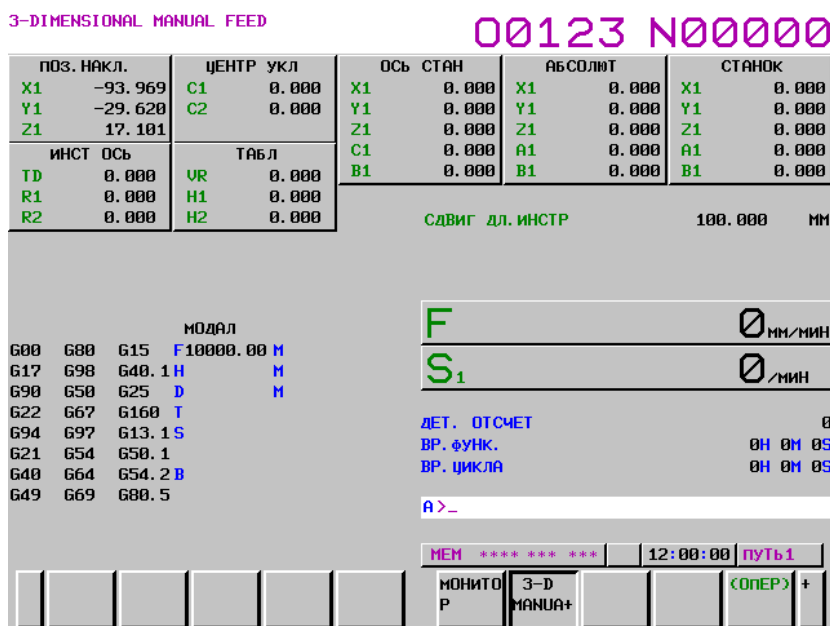 3-DIMENSIONAL MANUAL FEED
O0123 N00000
ПОЗ.НАКЛ. ЦЕНТР УКЛ ОСЬ СТАН АБСОЛЮТ СТАНОК
X1 -93.969 C1 0.000 X1 0.000 X1 0.000 X1 0.000
Y1 -29.620 C2 0.000 Y1 0.000 Y1 0.000 Y1 0.000
Z1 17.101 Z1 0.000 Z1 0.000 Z1 0.000
ИНСТ ОСЬ ТАБЛ C1 0.000 A1 0.000 A1 0.000
TD 0.000 VR 0.000 B1 0.000 B1 0.000 B1 0.000
R1 0.000 H1 0.000
R2 0.000 H2 0.000 СДВИГ ДЛ.ИНСТР 100.000 ММ
МОДАЛ
G00 G80 G15 F10000.00 M
G17 G98 G40.1 H M
G90 G50 G25 D M
G22 G67 G160 T
G94 G97 G13.1 S
G21 G54 G50.1
G40 G64 G54.2 B
G49 G69 G80.5
F 0 ММ/МИН
S1 0 /МИН
ДЕТ. ОТСЧЕТ 0
ВР.ФУНК. 0H 0M 0S
ВР.ЦИКЛА 0H 0M 0S
A>_
MEM **** *** *** 12:00:00 ПУТЬ1
МОНИТО 3-D (ОПЕР) +
Р MANUA+